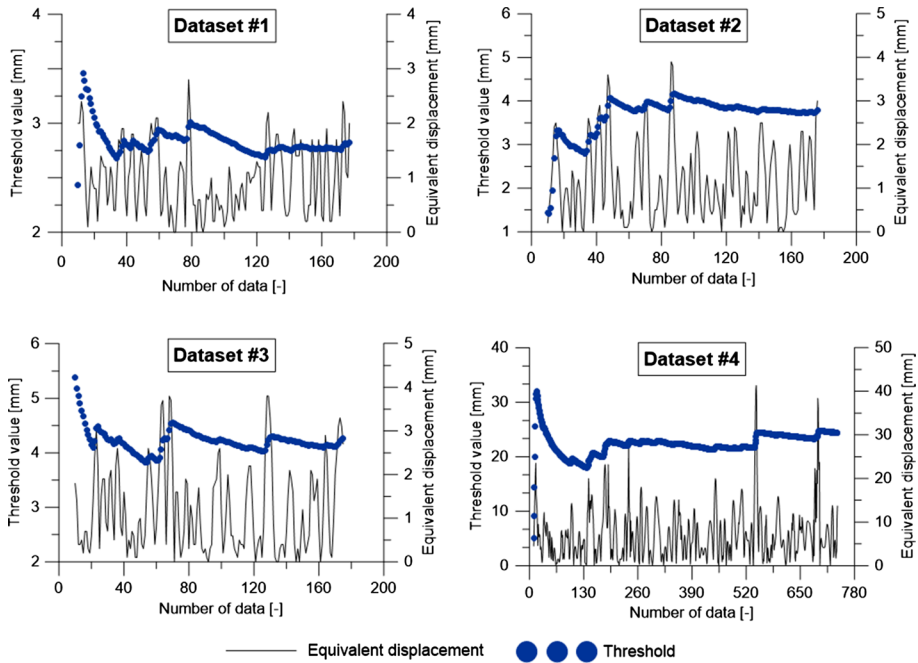 Dataset #1
4
3
2
Threshold value [mm]
4
3
2
1
0
Equivalent displacement [mm]
0 40 80 120 160 200
Number of data [-]
Dataset #2
6
5
4
3
2
1
Threshold value [mm]
5
4
3
2
1
0
Equivalent displacement [mm]
0 40 80 120 160 200
Number of data [-]
Dataset #3
6
5
4
3
2
Threshold value [mm]
5
4
3
2
1
0
Equivalent displacement [mm]
0 40 80 120 160 200
Number of data [-]
Dataset #4
40
30
20
10
0
Threshold value [mm]
50
40
30
20
10
0
Equivalent displacement [mm]
0 130 260 390 520 650 780
Number of data [-]
Equivalent displacement Threshold